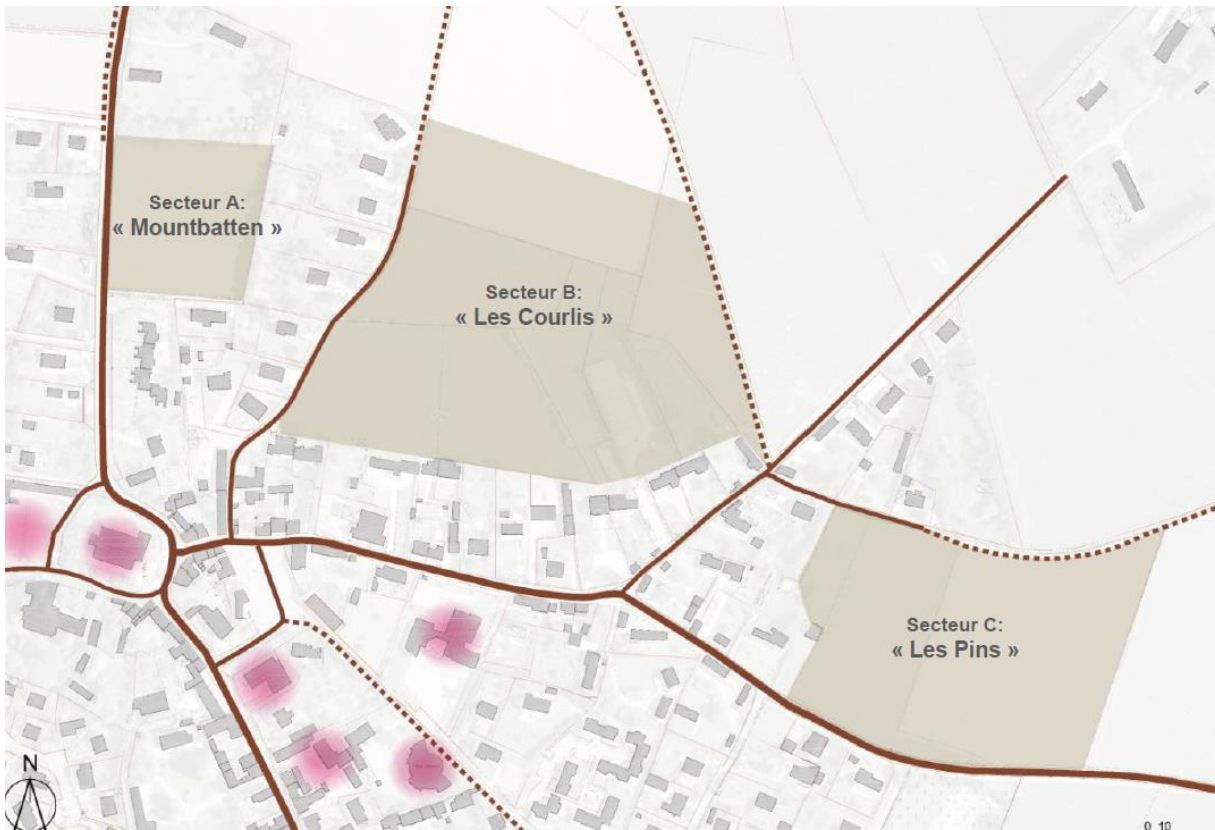 Secteur A:
« Mountbatten »
Secteur B:
« Les Courlis »
Secteur C:
« Les Pins »
N
0 10